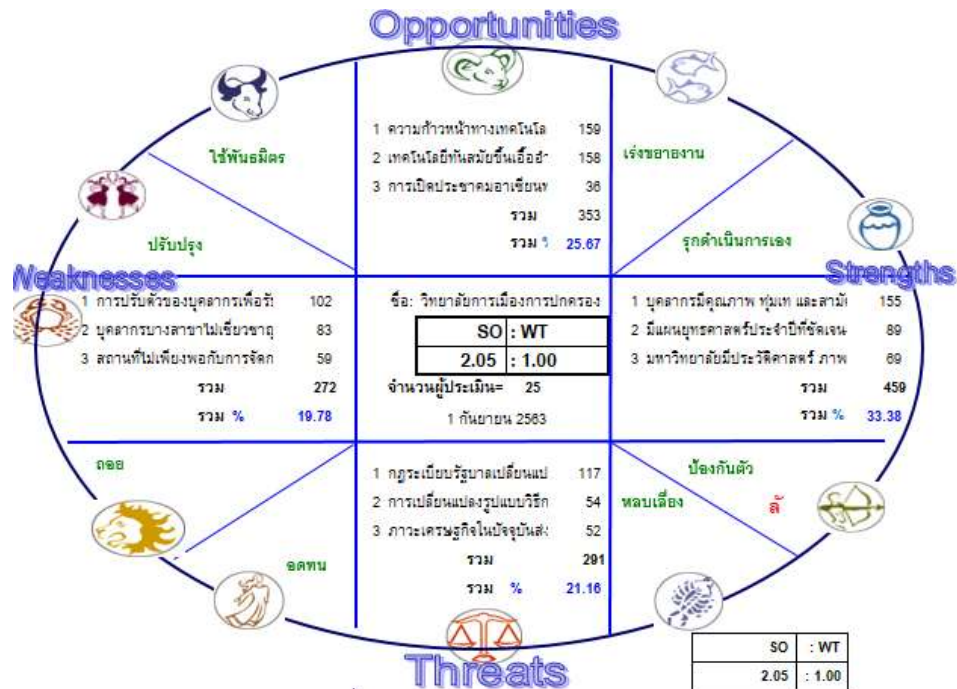 Opportunities
1 ความก้าวหน้าทางเทคโนโล 159
2 เทคโนโลยีทันสมัยขึ้นเอื้ออำ 158
3 การเปิดประชาคมอาเซียนท 36
รวม 353
รวม % 25.67
ใช้พันธมิตร
เร่งขยายงาน
ปรับปรุง
รุกดำเนินการเอง
Weaknesses
1 การปรับตัวของบุคลากรเพื่อรั 102
2 บุคลากรบางสาขาไม่เชี่ยวชาญ 83
3 สถานที่ไม่เพียงพอกับการจัดก 59
รวม 272
รวม % 19.78
ชื่อ: วิทยาลัยการเมืองการปกครอง
SO : WT
2.05 : 1.00
จำนวนผู้ประเมิน= 25
1 กันยายน 2563
Strengths
1 บุคลากรมีคุณภาพ ทุ่มเท และสามั 155
2 มีแผนยุทธศาสตร์ประจำปีที่ชัดเจน 89
3 มหาวิทยาลัยมีประวัติศาสตร์ ภาพ 69
รวม 459
รวม % 33.38
ถอย
อดทน
1 กฎระเบียบรัฐบาลเปลี่ยนแป 117
2 การเปลี่ยนแปลงรูปแบบวิธีก 54
3 ภาวะเศรษฐกิจในปัจจุบันส่ง 52
รวม 291
รวม % 21.16
ป้องกันตัว
หลบเลี่ยง
ลั
Threats
SO : WT
2.05 : 1.00